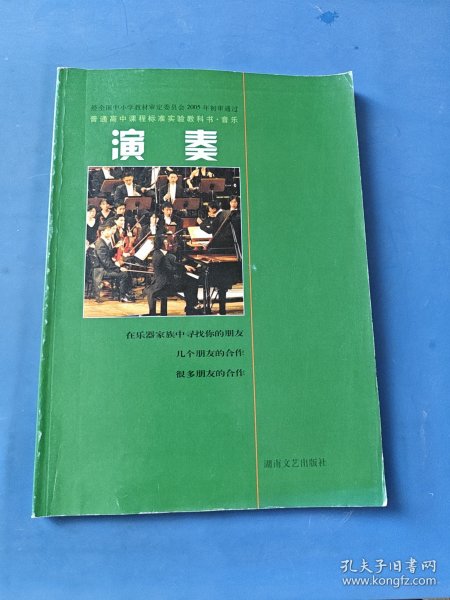 经全国中小学教材审定委员会2005年初审通过
普通高中课程标准实验教科书·音乐
演奏
在乐器家族中寻找你的朋友
几个朋友的合作
很多朋友的合作
湖南文艺出版社
孔夫子旧书网
www.kongfz.com